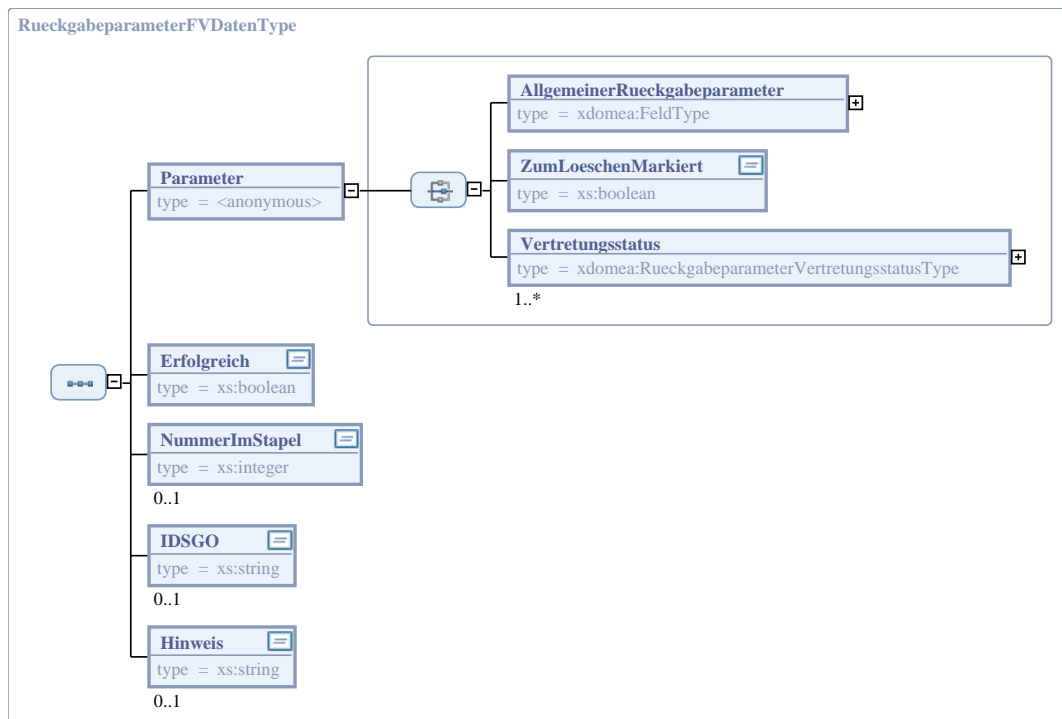 RueckgabeparameterFVDatenType
AllgemeinerRueckgabeparameter
type = xdomea:FeldType
ZumLoeschenMarkiert
type = xs:boolean
Parameter
type = <anonymous>
Vertretungsstatus
type = xdomea:RueckgabeparameterVertretungsstatusType
1..*
Erfolgreich
type = xs:boolean
NummerImStapel
type = xs:integer
0..1
IDSGO
type = xs:string
0..1
Hinweis
type = xs:string
0..1